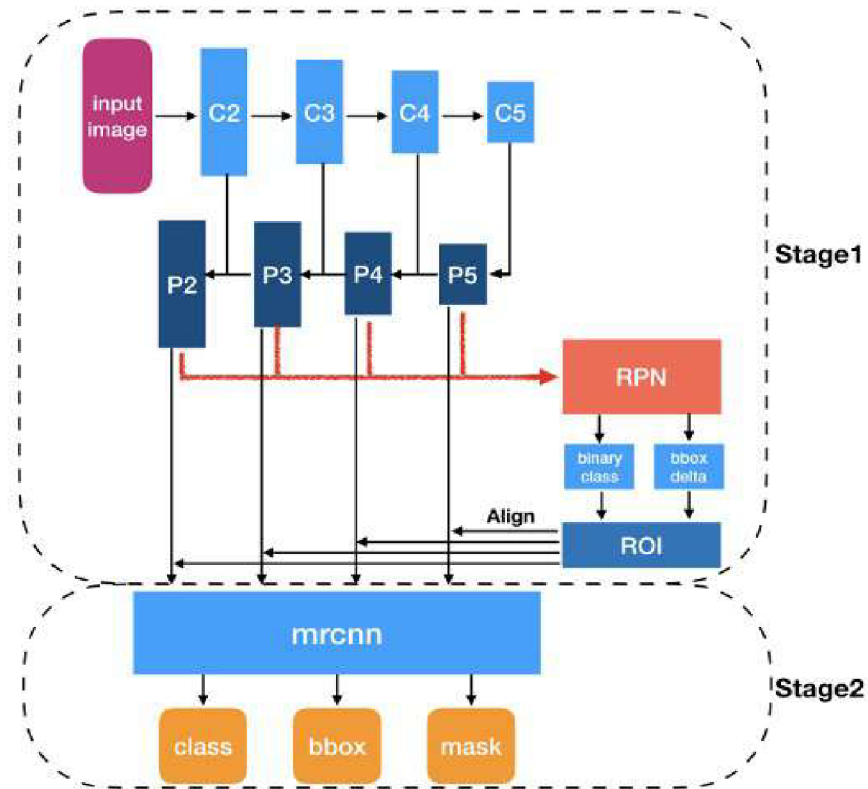 input
image
C2
C3
C4
C5
P2
P3
P4
P5
Stage1
RPN
binary
class
bbox
delta
Align
ROI
mrcnn
Stage2
class
bbox
mask